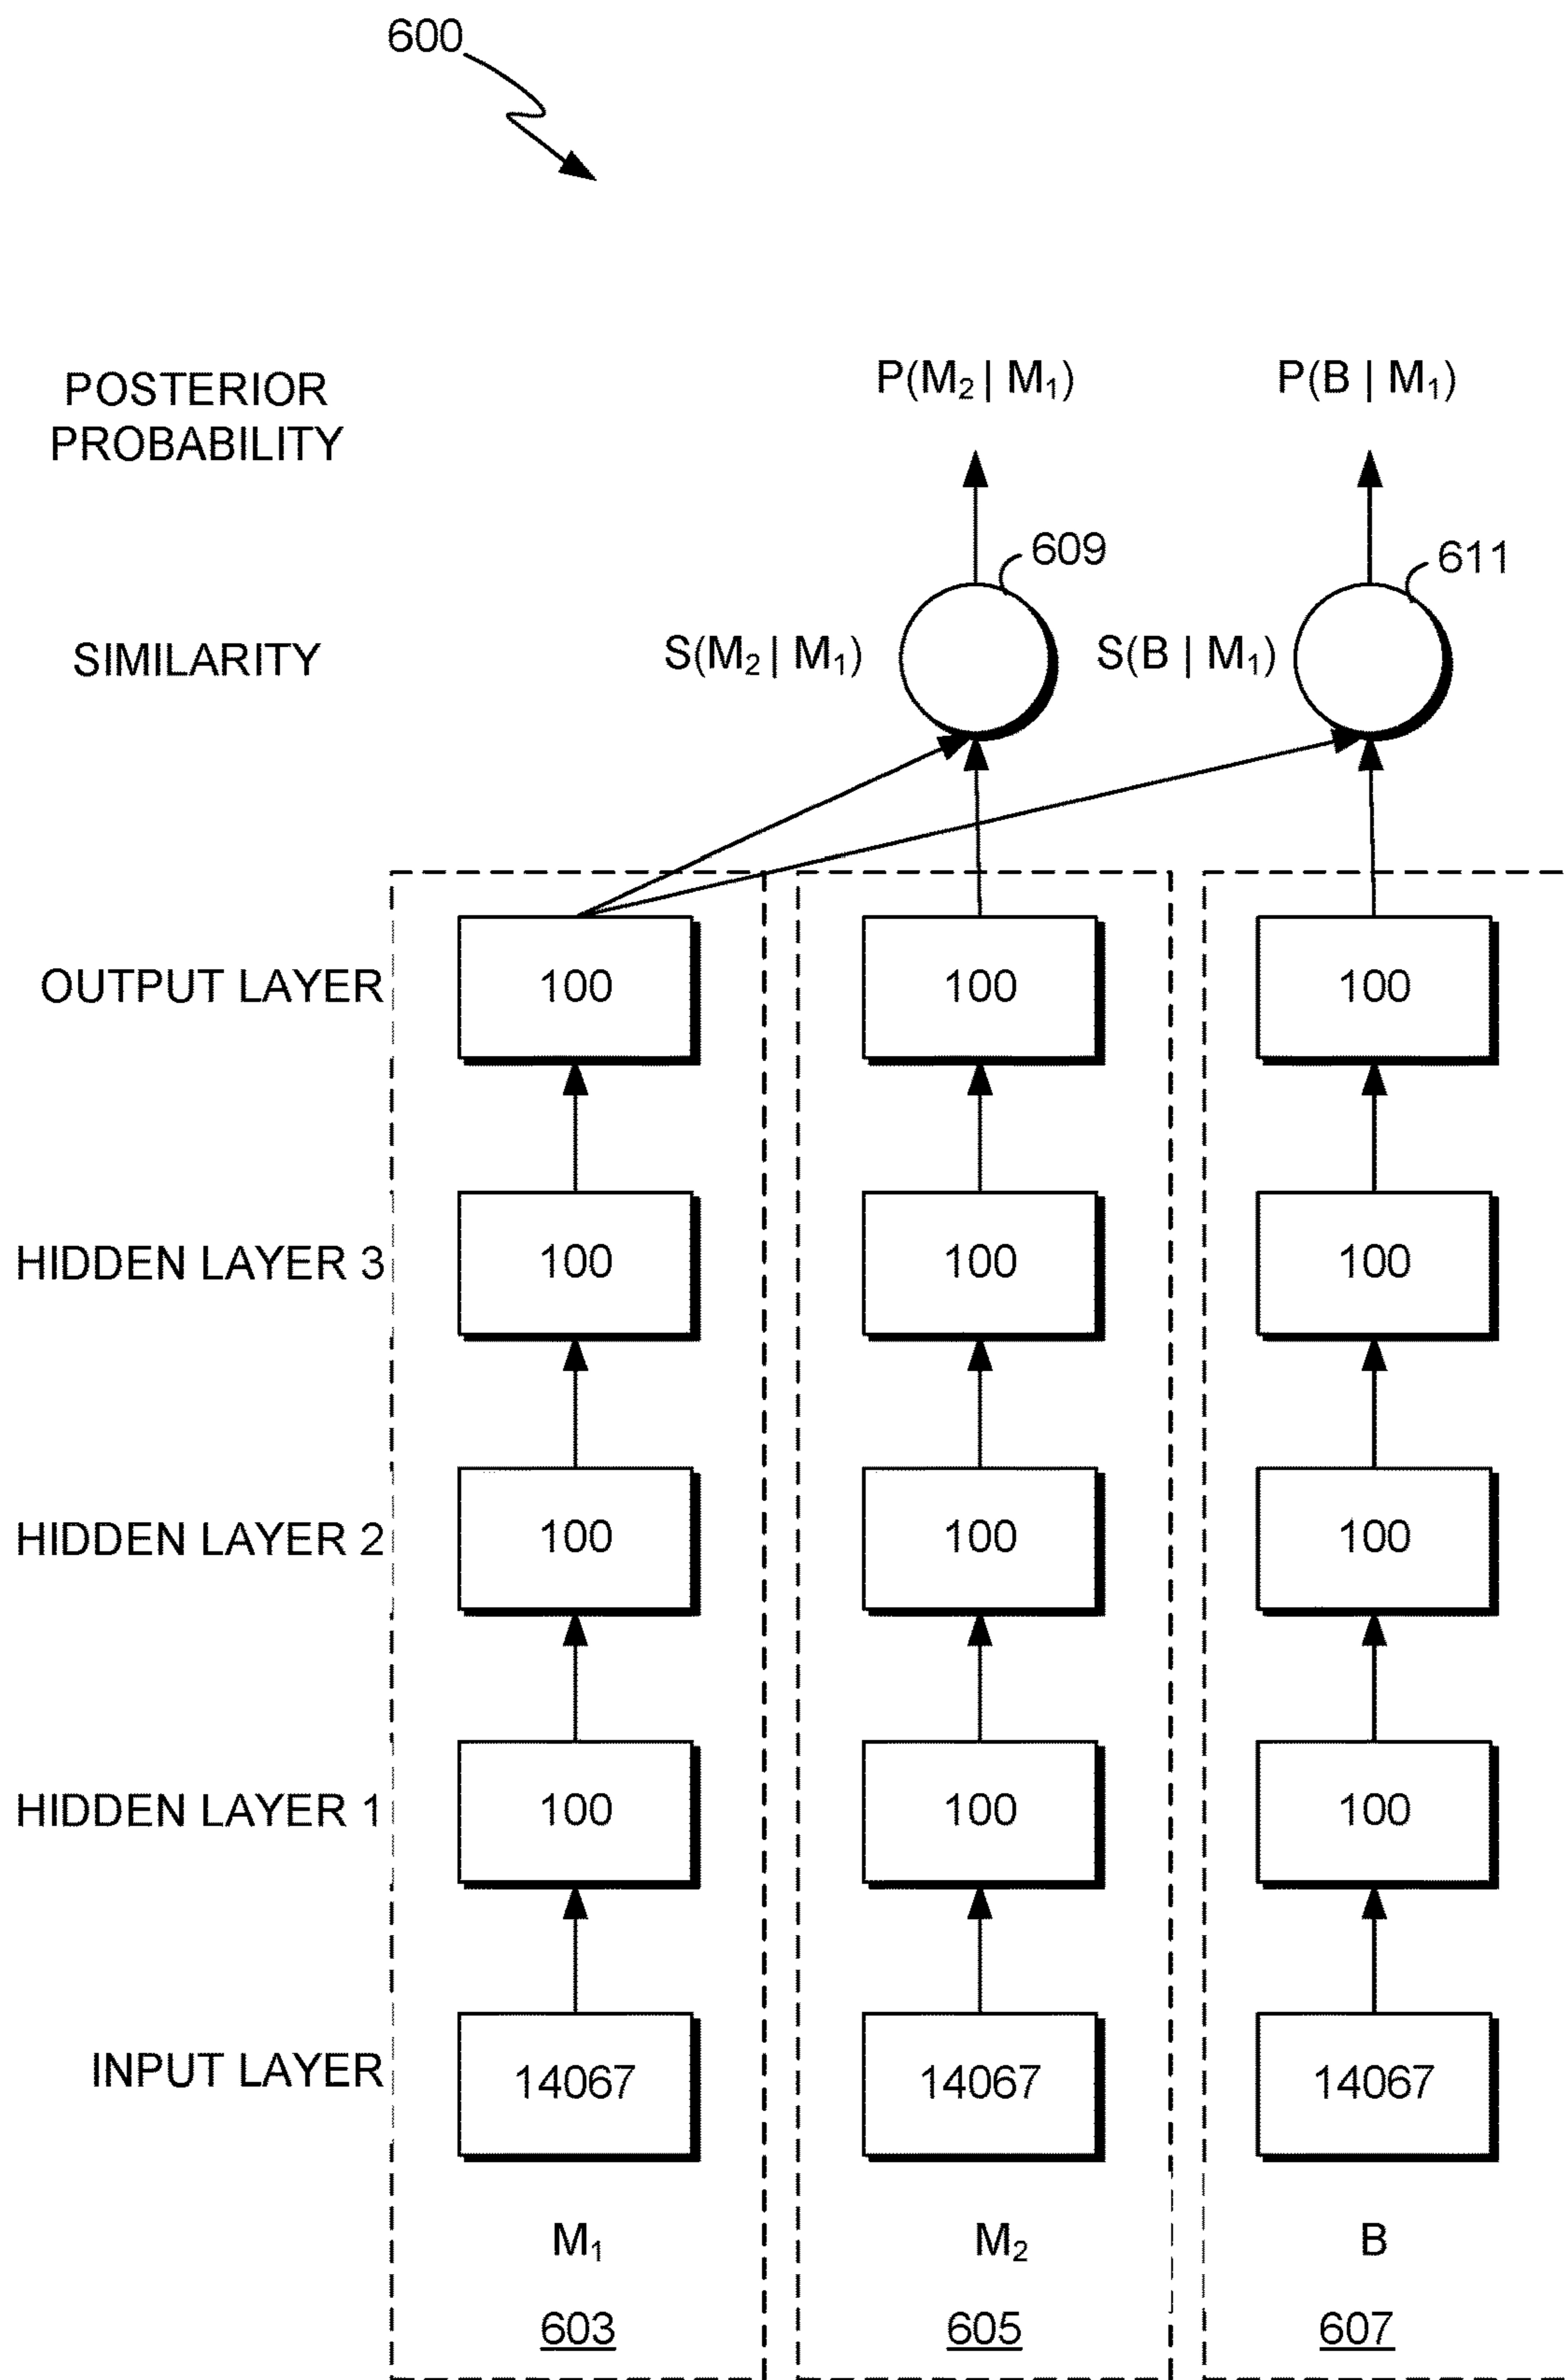 600
POSTERIOR
PROBABILITY
P(M₂ | M₁)
P(B | M₁)
609
611
SIMILARITY
S(M₂ | M₁)
S(B | M₁)
OUTPUT LAYER
100
100
100
HIDDEN LAYER 3
100
100
100
HIDDEN LAYER 2
100
100
100
HIDDEN LAYER 1
100
100
100
INPUT LAYER
14067
14067
14067
M₁
M₂
B
603
605
607